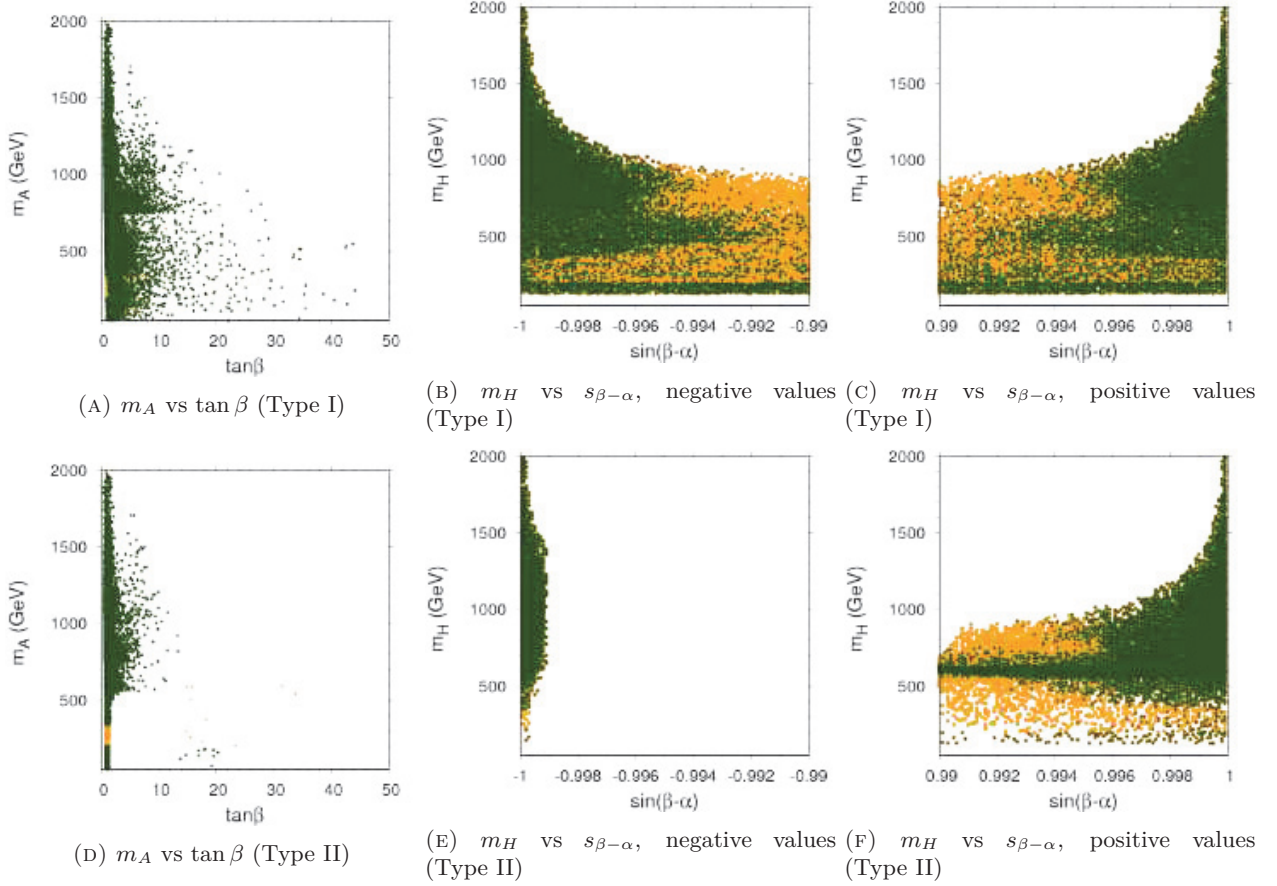 2000
1500
1000
500
m_A (GeV)
0 10 20 30 40 50
tanβ
2000
1500
1000
500
m_H (GeV)
-1 -0.998 -0.996 -0.994 -0.992 -0.99
sin(β-α)
2000
1500
1000
500
m_H (GeV)
0.99 0.992 0.994 0.996 0.998 1
sin(β-α)
(A) m_A vs tan β (Type I)
(B) m_H vs s_{β−α}, negative values
(Type I)
(C) m_H vs s_{β−α}, positive values
(Type I)
2000
1500
1000
500
m_A (GeV)
0 10 20 30 40 50
tanβ
2000
1500
1000
500
m_H (GeV)
-1 -0.998 -0.996 -0.994 -0.992 -0.99
sin(β-α)
2000
1500
1000
500
m_H (GeV)
0.99 0.992 0.994 0.996 0.998 1
sin(β-α)
(D) m_A vs tan β (Type II)
(E) m_H vs s_{β−α}, negative values
(Type II)
(F) m_H vs s_{β−α}, positive values
(Type II)